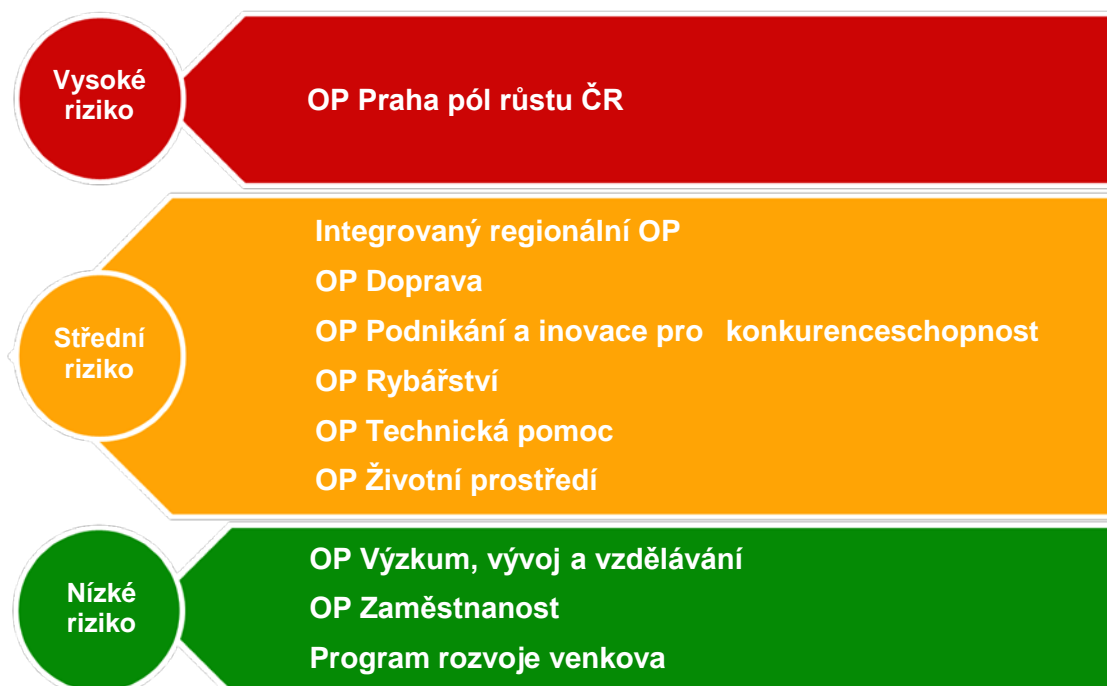 Vysoké
riziko
OP Praha pól růstu ČR
Střední
riziko
Integrovaný regionální OP
OP Doprava
OP Podnikání a inovace pro konkurenceschopnost
OP Rybářství
OP Technická pomoc
OP Životní prostředí
Nízké
riziko
OP Výzkum, vývoj a vzdělávání
OP Zaměstnanost
Program rozvoje venkova